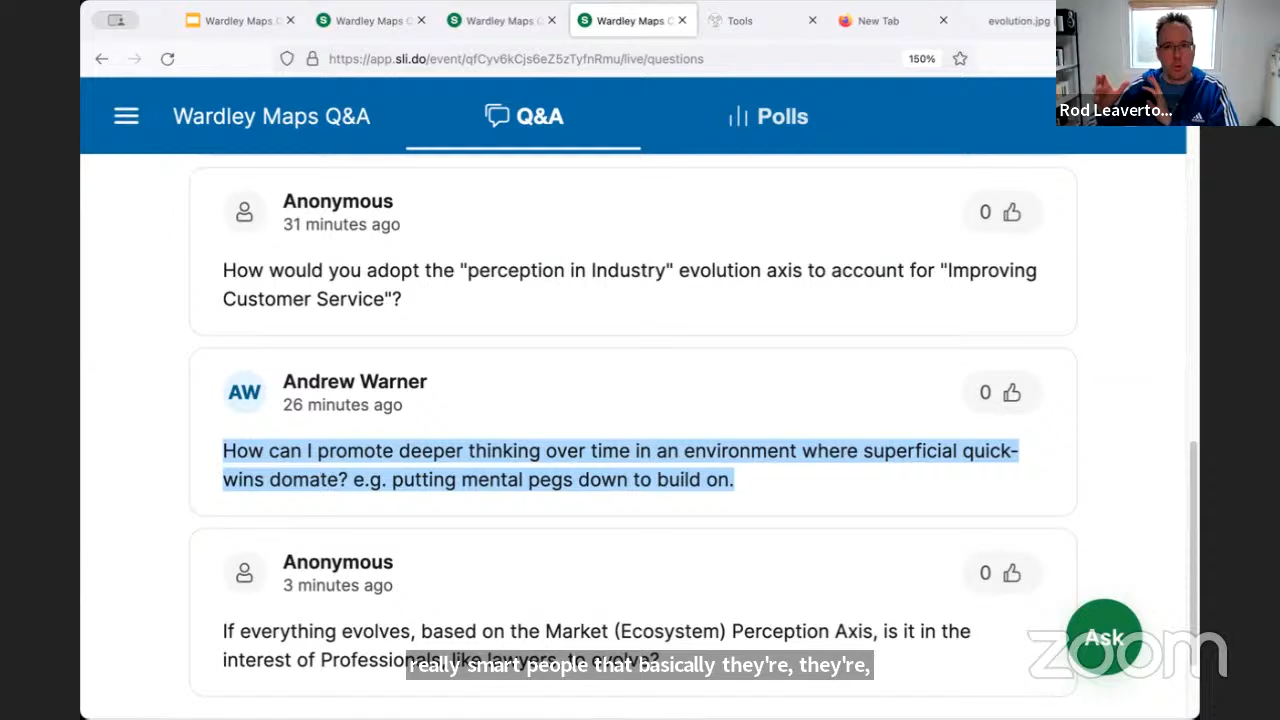 Wardley Maps C
Wardley Maps C
Wardley Maps C
Wardley Maps C
Tools
New Tab
evolution.jpg
https://app.sli.do/event/qfCyv6kCjs6eZ5zTyfnRmu/live/questions
150%
Rod Leaverto...
Wardley Maps Q&A
Q&A
Polls
Anonymous
31 minutes ago
0
How would you adopt the "perception in Industry" evolution axis to account for "Improving
Customer Service"?
AW
Andrew Warner
26 minutes ago
0
How can I promote deeper thinking over time in an environment where superficial quick-
wins domate? e.g. putting mental pegs down to build on.
Anonymous
3 minutes ago
0
If everything evolves, based on the Market (Ecosystem) Perception Axis, is it in the
interest of Professionals like lawyers, to evolve?
really smart people that basically they're, they're,
Ask
zoom